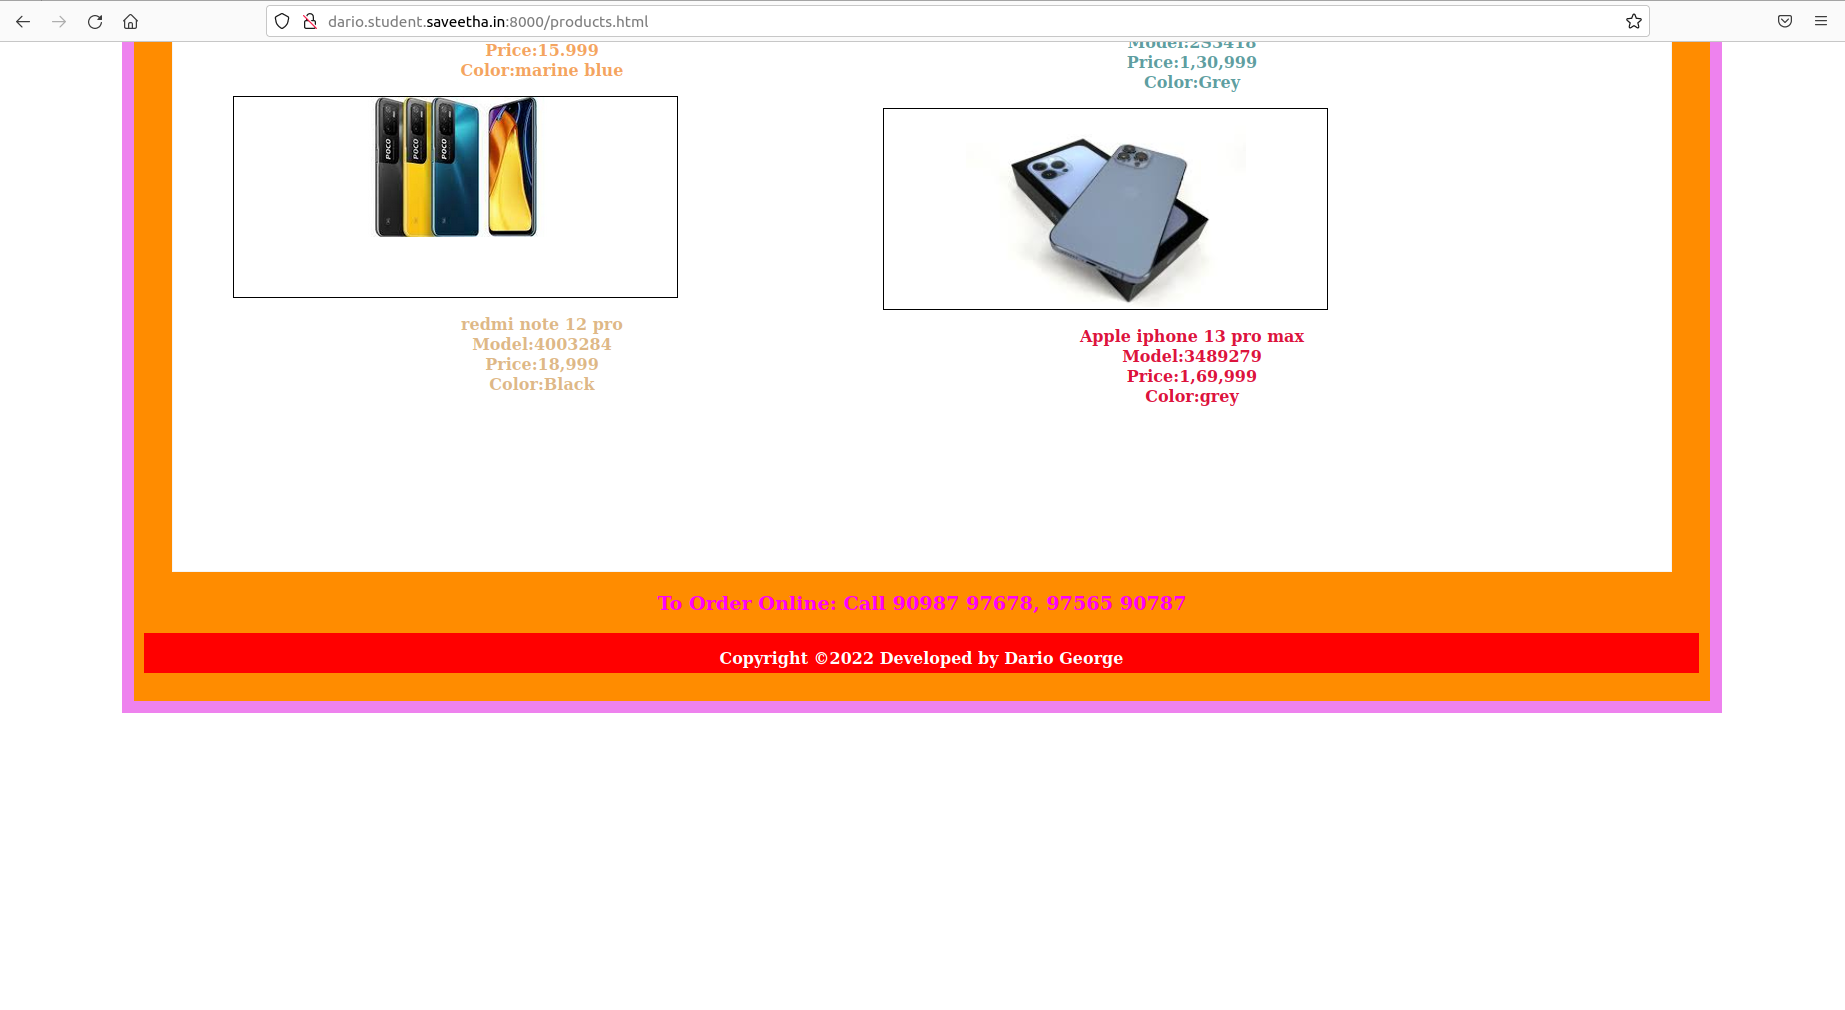 dario.student.saveetha.in:8000/products.html
Price:15.999
Color:marine blue
Model:2S5418
Price:1,30,999
Color:Grey
POCO POCO POCO
redmi note 12 pro
Model:4003284
Price:18,999
Color:Black
Apple iphone 13 pro max
Model:3489279
Price:1,69,999
Color:grey
To Order Online: Call 90987 97678, 97565 90787
Copyright ©2022 Developed by Dario George